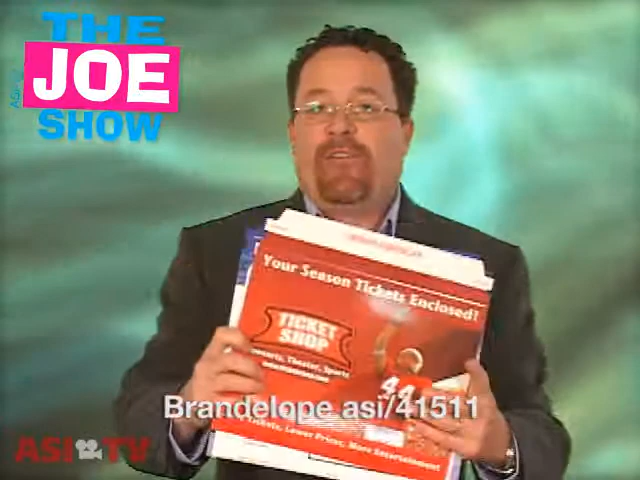 THE
ASI's
JOE
SHOW
Your Season Tickets Enclosed!
TICKET
SHOP
Concerts, Theater, Sports
44
Brandelope asi/41511
Tickets, Lower Prices, More Entertainment
ASI TV